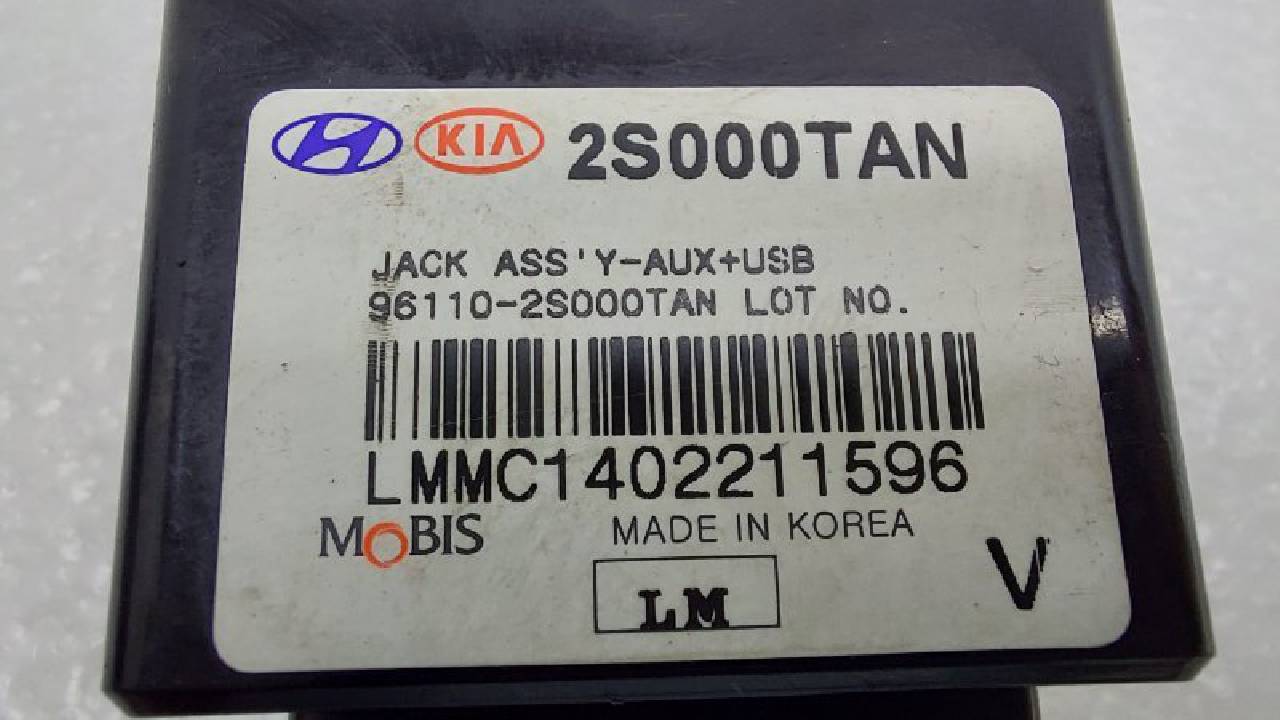 KIA 2S000TAN
JACK ASS'Y-AUX+USB
96110-2S000TAN LOT NO.
LMMC1402211596
MOBIS MADE IN KOREA
LM V